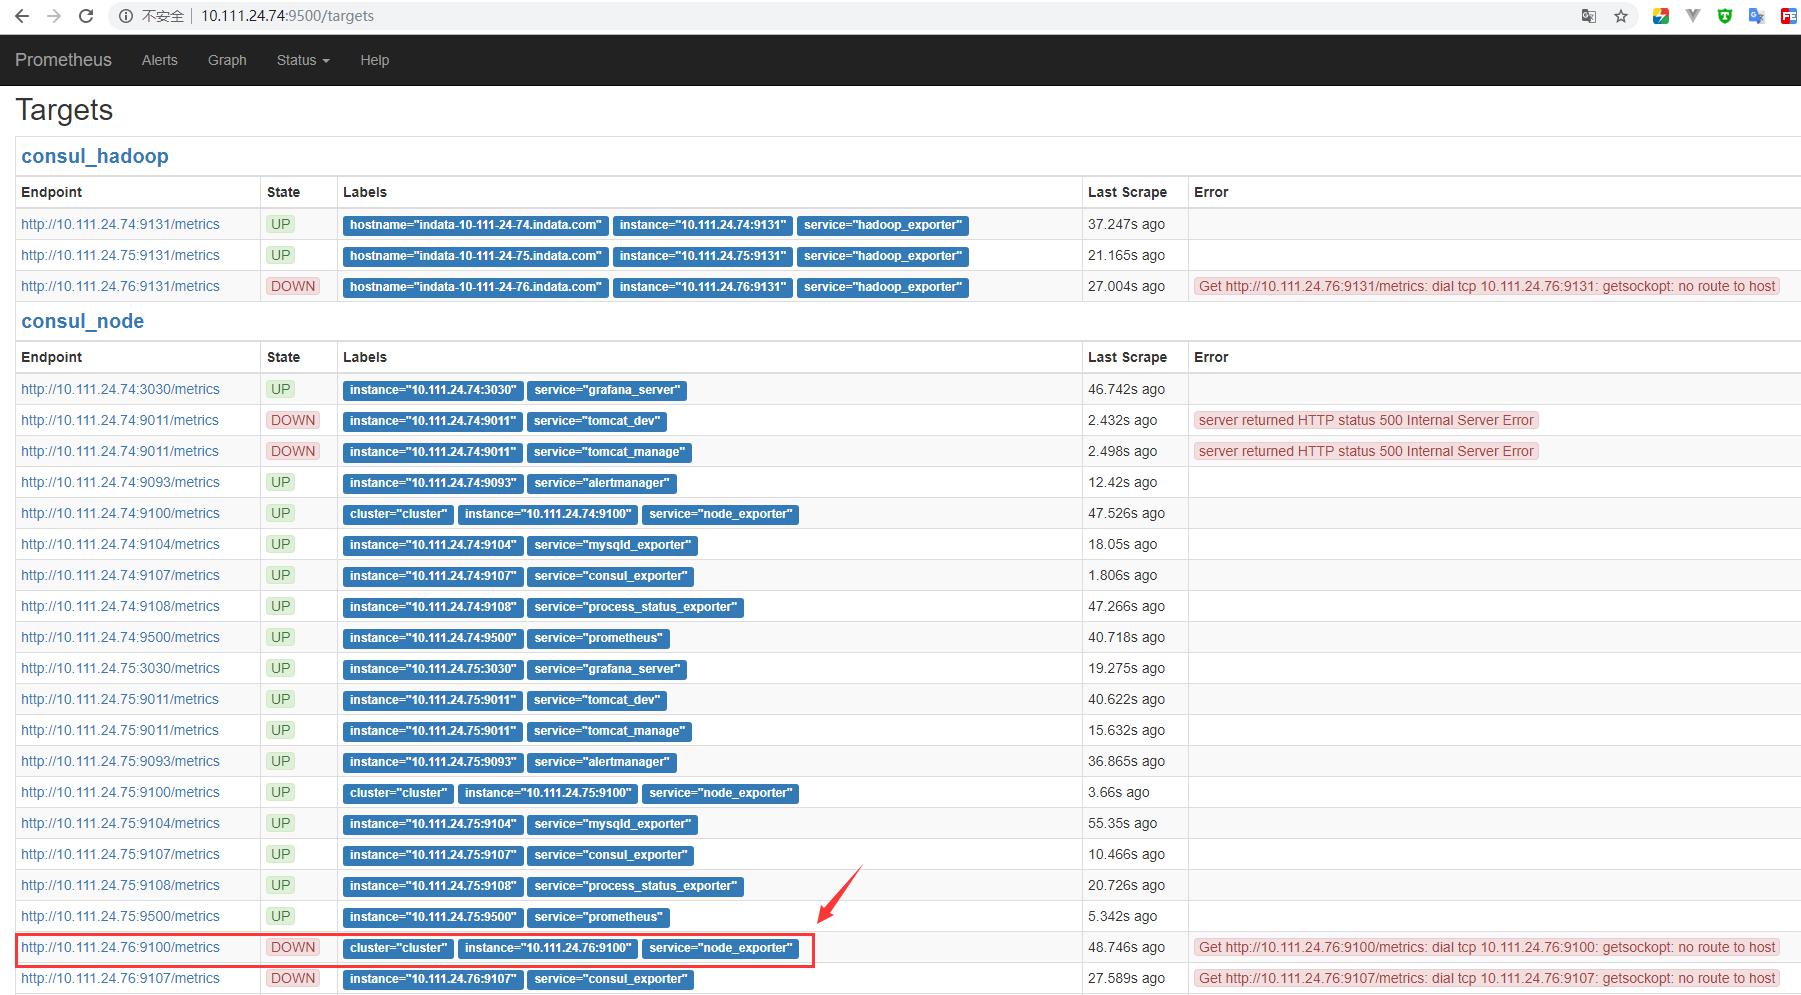 不安全 | 10.111.24.74:9500/targets
Prometheus Alerts Graph Status Help
Targets
consul_hadoop
Endpoint State Labels Last Scrape Error
http://10.111.24.74:9131/metrics UP hostname="indata-10-111-24-74.indata.com" instance="10.111.24.74:9131" service="hadoop_exporter" 37.247s ago
http://10.111.24.75:9131/metrics UP hostname="indata-10-111-24-75.indata.com" instance="10.111.24.75:9131" service="hadoop_exporter" 21.165s ago
http://10.111.24.76:9131/metrics DOWN hostname="indata-10-111-24-76.indata.com" instance="10.111.24.76:9131" service="hadoop_exporter" 27.004s ago Get http://10.111.24.76:9131/metrics: dial tcp 10.111.24.76:9131: getsockopt: no route to host
consul_node
Endpoint State Labels Last Scrape Error
http://10.111.24.74:3030/metrics UP instance="10.111.24.74:3030" service="grafana_server" 46.742s ago
http://10.111.24.74:9011/metrics DOWN instance="10.111.24.74:9011" service="tomcat_dev" 2.432s ago server returned HTTP status 500 Internal Server Error
http://10.111.24.74:9011/metrics DOWN instance="10.111.24.74:9011" service="tomcat_manage" 2.498s ago server returned HTTP status 500 Internal Server Error
http://10.111.24.74:9093/metrics UP instance="10.111.24.74:9093" service="alertmanager" 12.42s ago
http://10.111.24.74:9100/metrics UP cluster="cluster" instance="10.111.24.74:9100" service="node_exporter" 47.526s ago
http://10.111.24.74:9104/metrics UP instance="10.111.24.74:9104" service="mysqld_exporter" 18.05s ago
http://10.111.24.74:9107/metrics UP instance="10.111.24.74:9107" service="consul_exporter" 1.806s ago
http://10.111.24.74:9108/metrics UP instance="10.111.24.74:9108" service="process_status_exporter" 47.266s ago
http://10.111.24.74:9500/metrics UP instance="10.111.24.74:9500" service="prometheus" 40.718s ago
http://10.111.24.75:3030/metrics UP instance="10.111.24.75:3030" service="grafana_server" 19.275s ago
http://10.111.24.75:9011/metrics UP instance="10.111.24.75:9011" service="tomcat_dev" 40.622s ago
http://10.111.24.75:9011/metrics UP instance="10.111.24.75:9011" service="tomcat_manage" 15.632s ago
http://10.111.24.75:9093/metrics UP instance="10.111.24.75:9093" service="alertmanager" 36.865s ago
http://10.111.24.75:9100/metrics UP cluster="cluster" instance="10.111.24.75:9100" service="node_exporter" 3.66s ago
http://10.111.24.75:9104/metrics UP instance="10.111.24.75:9104" service="mysqld_exporter" 55.35s ago
http://10.111.24.75:9107/metrics UP instance="10.111.24.75:9107" service="consul_exporter" 10.466s ago
http://10.111.24.75:9108/metrics UP instance="10.111.24.75:9108" service="process_status_exporter" 20.726s ago
http://10.111.24.75:9500/metrics UP instance="10.111.24.75:9500" service="prometheus" 5.342s ago
http://10.111.24.76:9100/metrics DOWN cluster="cluster" instance="10.111.24.76:9100" service="node_exporter" 48.746s ago Get http://10.111.24.76:9100/metrics: dial tcp 10.111.24.76:9100: getsockopt: no route to host
http://10.111.24.76:9107/metrics DOWN instance="10.111.24.76:9107" service="consul_exporter" 27.589s ago Get http://10.111.24.76:9107/metrics: dial tcp 10.111.24.76:9107: getsockopt: no route to host